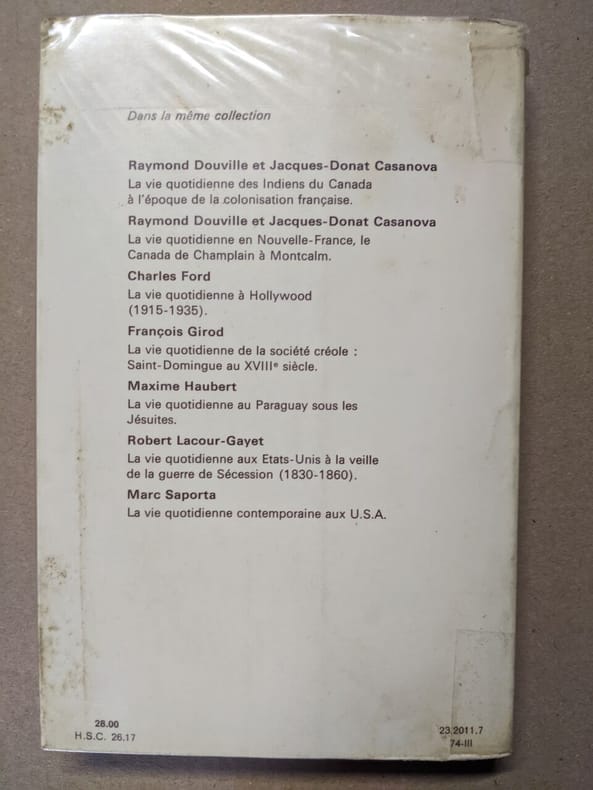 Dans la même collection
Raymond Douville et Jacques-Donat Casanova
La vie quotidienne des Indiens du Canada
à l'époque de la colonisation française.
Raymond Douville et Jacques-Donat Casanova
La vie quotidienne en Nouvelle-France, le
Canada de Champlain à Montcalm.
Charles Ford
La vie quotidienne à Hollywood
(1915-1935).
François Girod
La vie quotidienne de la société créole :
Saint-Domingue au XVIIIe siècle.
Maxime Haubert
La vie quotidienne au Paraguay sous les
Jésuites.
Robert Lacour-Gayet
La vie quotidienne aux Etats-Unis à la veille
de la guerre de Sécession (1830-1860).
Marc Saporta
La vie quotidienne contemporaine aux U.S.A.
28.00
H.S.C. 26.17
23.2011.7
74-III